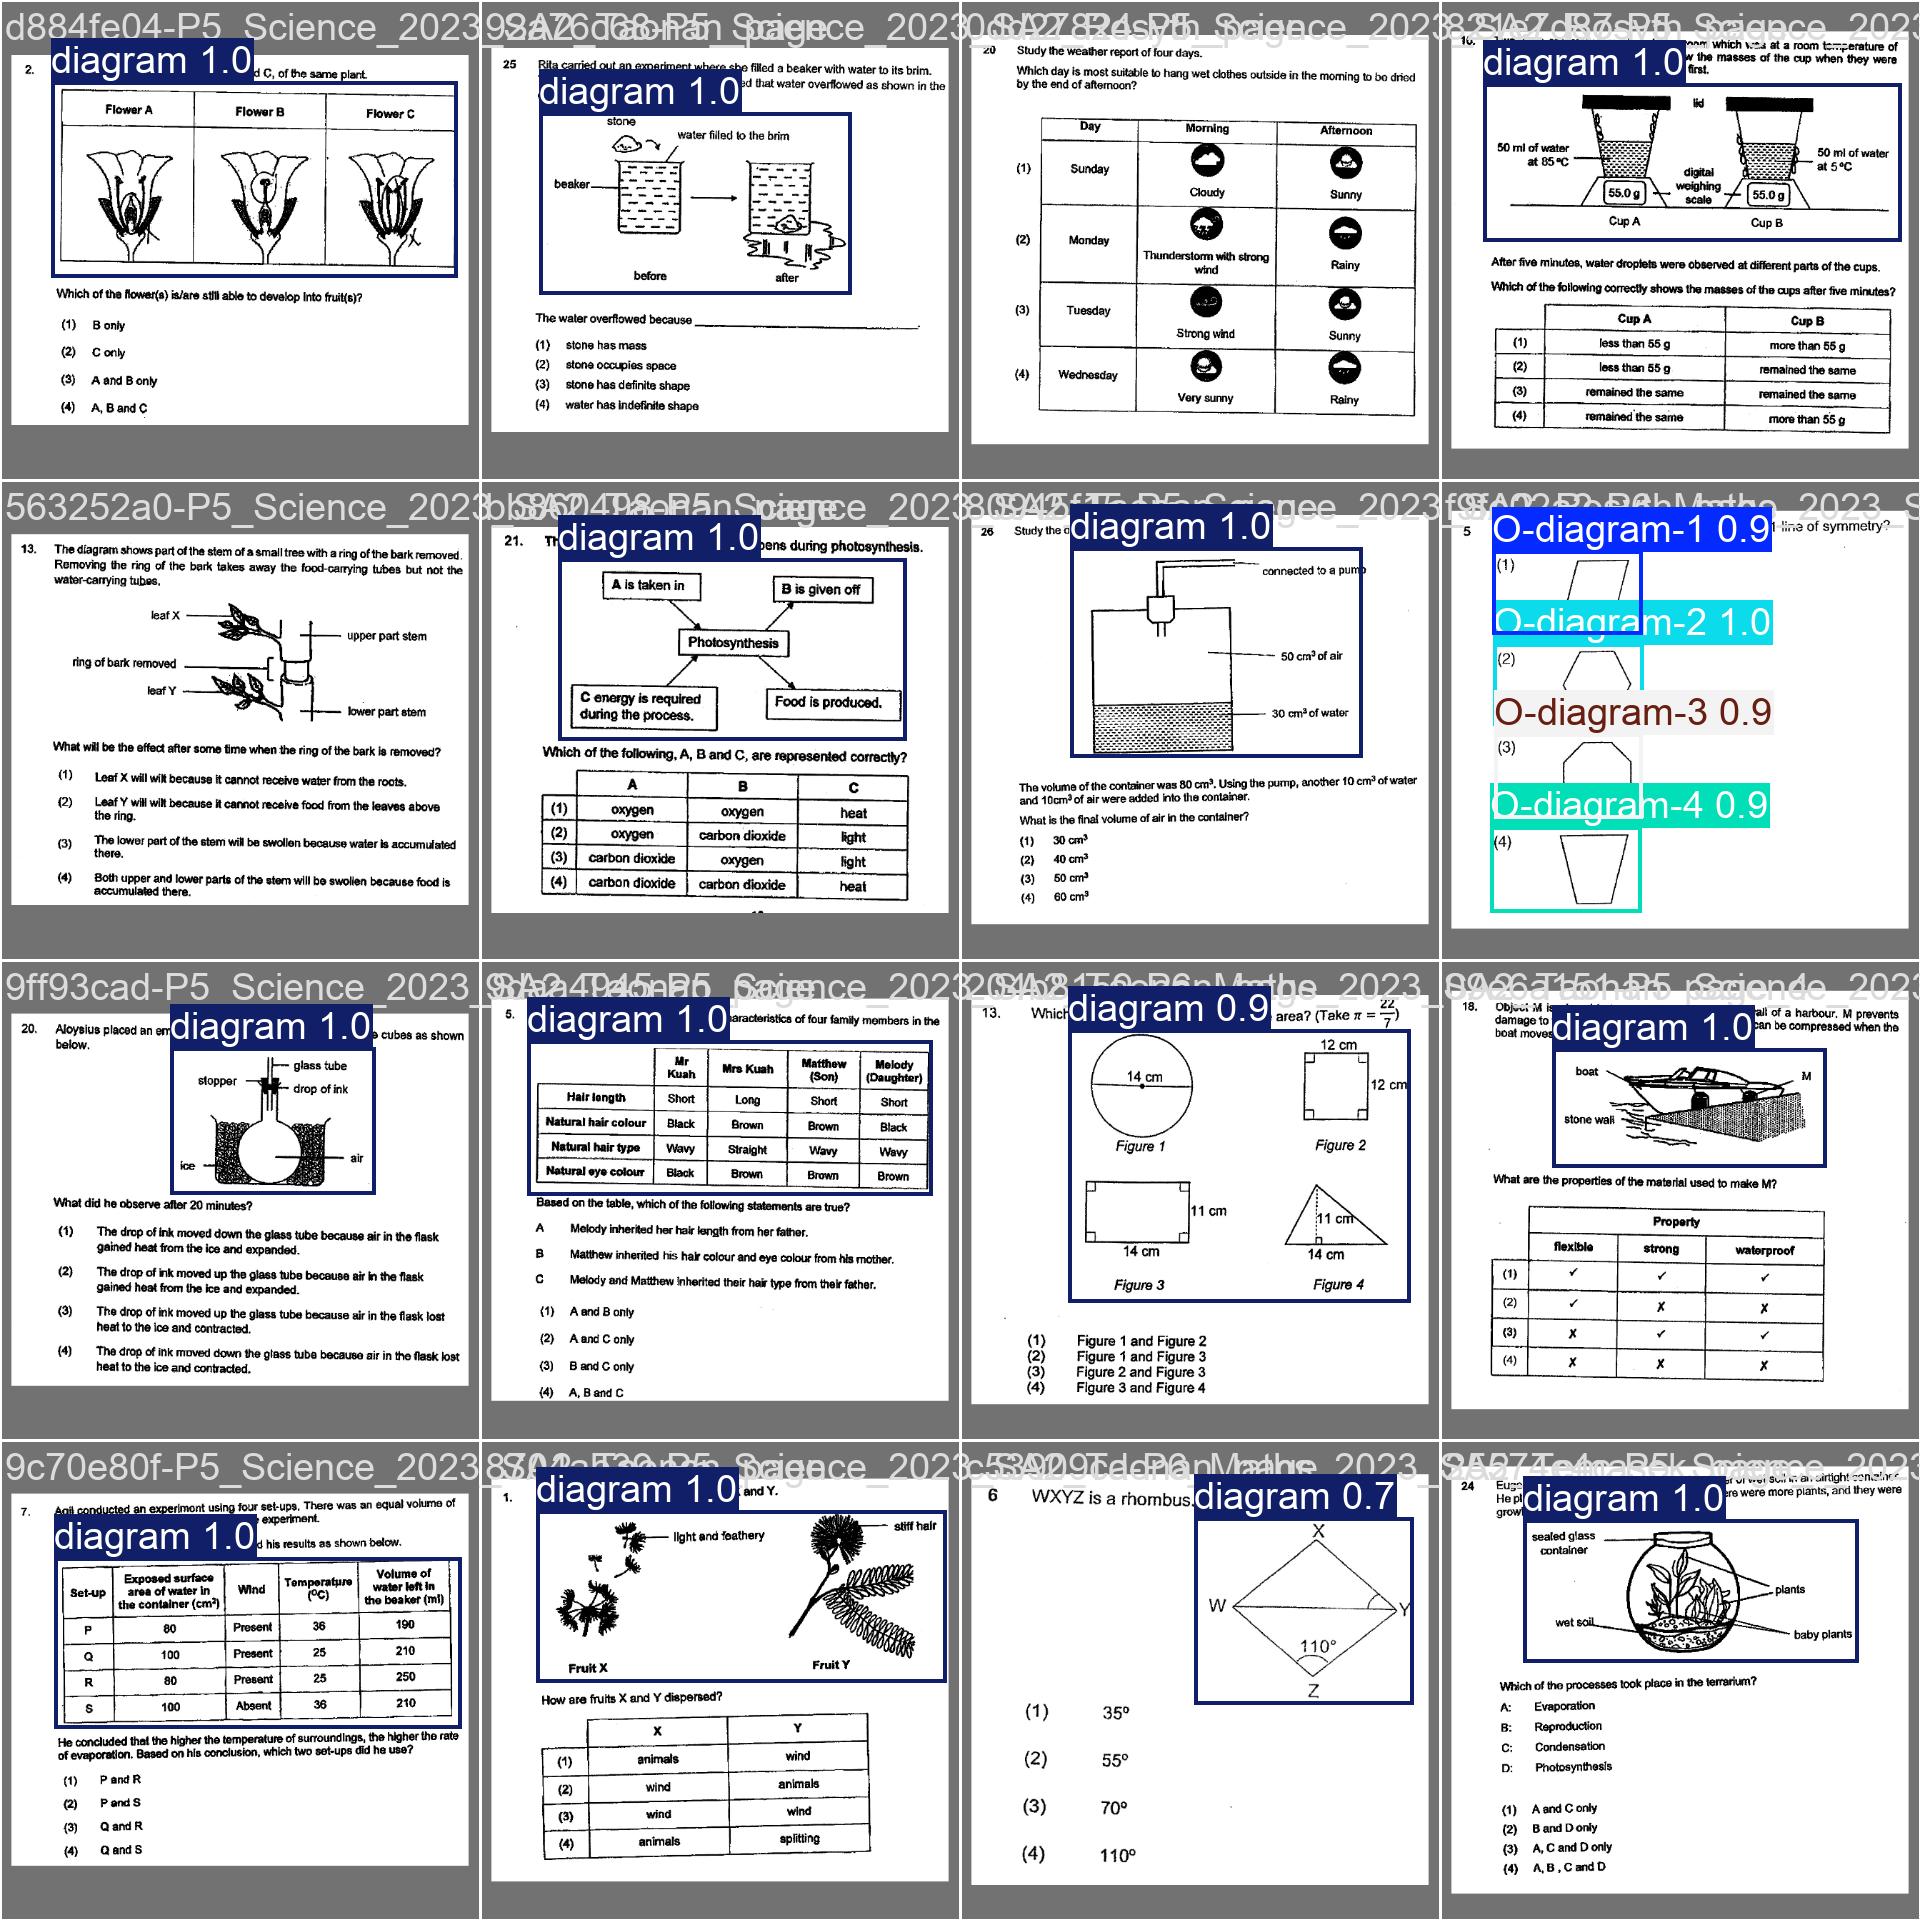 d884fe04-P5_Science_2023
diagram 1.0
2.
d C, of the same plant.
Flower A
Flower B
Flower C
Which of the flower(s) is/are still able to develop into fruit(s)?
(1) B only
(2) C only
(3) A and B only
(4) A, B and C
25
Rita carried out an experiment where she filled a beaker with water to its brim.
diagram 1.0
ed that water overflowed as shown in the
stone
water filled to the brim
beaker
before
after
The water overflowed because
(1) stone has mass
(2) stone occupies space
(3) stone has definite shape
(4) water has indefinite shape
20
Study the weather report of four days.
Which day is most suitable to hang wet clothes outside in the morning to be dried
by the end of afternoon?
Day Morning Afternoon
(1) Sunday Cloudy Sunny
(2) Monday Thunderstorm with strong wind Rainy
(3) Tuesday Strong wind Sunny
(4) Wednesday Very sunny Rainy
which was at a room temperature of
diagram 1.0
w the masses of the cup when they were
first.
lid
50 ml of water at 85°C
50 ml of water at 5°C
digital weighing scale
55.0 g
55.0 g
Cup A
Cup B
After five minutes, water droplets were observed at different parts of the cups.
Which of the following correctly shows the masses of the cups after five minutes?
Cup A Cup B
(1) less than 55 g more than 55 g
(2) less than 55 g remained the same
(3) remained the same remained the same
(4) remained the same more than 55 g
563252a0-P5_Science_2023
13. The diagram shows part of the stem of a small tree with a ring of the bark removed.
Removing the ring of the bark takes away the food-carrying tubes but not the
water-carrying tubes.
leaf X
upper part stem
ring of bark removed
leaf Y
lower part stem
What will be the effect after some time when the ring of the bark is removed?
(1) Leaf X will wilt because it cannot receive water from the roots.
(2) Leaf Y will wilt because it cannot receive food from the leaves above
the ring.
(3) The lower part of the stem will be swollen because water is accumulated
there.
(4) Both upper and lower parts of the stem will be swollen because food is
accumulated there.
21.
diagram 1.0
pens during photosynthesis.
A is taken in
B is given off
Photosynthesis
C energy is required
during the process.
Food is produced.
Which of the following, A, B and C, are represented correctly?
A B C
(1) oxygen oxygen heat
(2) oxygen carbon dioxide light
(3) carbon dioxide oxygen light
(4) carbon dioxide carbon dioxide heat
26 Study the d
diagram 1.0
connected to a pump
50 cm³ of air
30 cm³ of water
The volume of the container was 80 cm³. Using the pump, another 10 cm³ of water
and 10cm³ of air were added into the container.
What is the final volume of air in the container?
(1) 30 cm³
(2) 40 cm³
(3) 50 cm³
(4) 60 cm³
5
line of symmetry?
O-diagram-1 0.9
(1)
O-diagram-2 1.0
(2)
O-diagram-3 0.9
(3)
O-diagram-4 0.9
(4)
9ff93cad-P5_Science_2023
20. Aloysius placed an em
diagram 1.0
e cubes as shown
below.
glass tube
stopper
drop of ink
ice
air
What did he observe after 20 minutes?
(1) The drop of ink moved down the glass tube because air in the flask
gained heat from the ice and expanded.
(2) The drop of ink moved up the glass tube because air in the flask
gained heat from the ice and expanded.
(3) The drop of ink moved up the glass tube because air in the flask lost
heat to the ice and contracted.
(4) The drop of ink moved down the glass tube because air in the flask lost
heat to the ice and contracted.
5.
diagram 1.0
aracteristics of four family members in the
Mr Kuah Mrs Kuah Matthew (Son) Melody (Daughter)
Hair length Short Long Short Short
Natural hair colour Black Brown Brown Black
Natural hair type Wavy Straight Wavy Wavy
Natural eye colour Black Brown Brown Brown
Based on the table, which of the following statements are true?
A Melody inherited her hair length from her father.
B Matthew inherited his hair colour and eye colour from his mother.
C Melody and Matthew inherited their hair type from their father.
(1) A and B only
(2) A and C only
(3) B and C only
(4) A, B and C
13. Which
diagram 0.9
area? (Take π = 22/7)
14 cm
12 cm
12 cm
Figure 1
Figure 2
11 cm
14 cm
11 cm
14 cm
Figure 3
Figure 4
(1) Figure 1 and Figure 2
(2) Figure 1 and Figure 3
(3) Figure 2 and Figure 3
(4) Figure 3 and Figure 4
18. Object M is
all of a harbour. M prevents
damage to
diagram 1.0
can be compressed when the
boat moves
boat
M
stone wall
What are the properties of the material used to make M?
Property
flexible strong waterproof
(1) ✓ ✓ ✓
(2) ✓ ✗ ✗
(3) ✗ ✓ ✓
(4) ✗ ✗ ✗
9c70e80f-P5_Science_2023
7. Aqil conducted an experiment using four set-ups. There was an equal volume of
experiment.
diagram 1.0
d his results as shown below.
Set-up Exposed surface area of water in the container (cm²) Wind Temperature (°C) Volume of water left in the beaker (ml)
P 80 Present 36 190
Q 100 Present 25 210
R 80 Present 25 250
S 100 Absent 36 210
He concluded that the higher the temperature of surroundings, the higher the rate
of evaporation. Based on his conclusion, which two set-ups did he use?
(1) P and R
(2) P and S
(3) Q and R
(4) Q and S
1.
diagram 1.0
and Y.
light and feathery
stiff hair
Fruit X
Fruit Y
How are fruits X and Y dispersed?
X Y
(1) animals wind
(2) wind animals
(3) wind wind
(4) animals splitting
6 WXYZ is a rhombus.
diagram 0.7
X
W
Y
110°
Z
(1) 35º
(2) 55º
(3) 70º
(4) 110º
24
diagram 1.0
ere were more plants, and they were
sealed glass container
plants
wet soil
baby plants
Which of the processes took place in the terrarium?
A: Evaporation
B: Reproduction
C: Condensation
D: Photosynthesis
(1) A and C only
(2) B and D only
(3) A, C and D only
(4) A, B , C and D